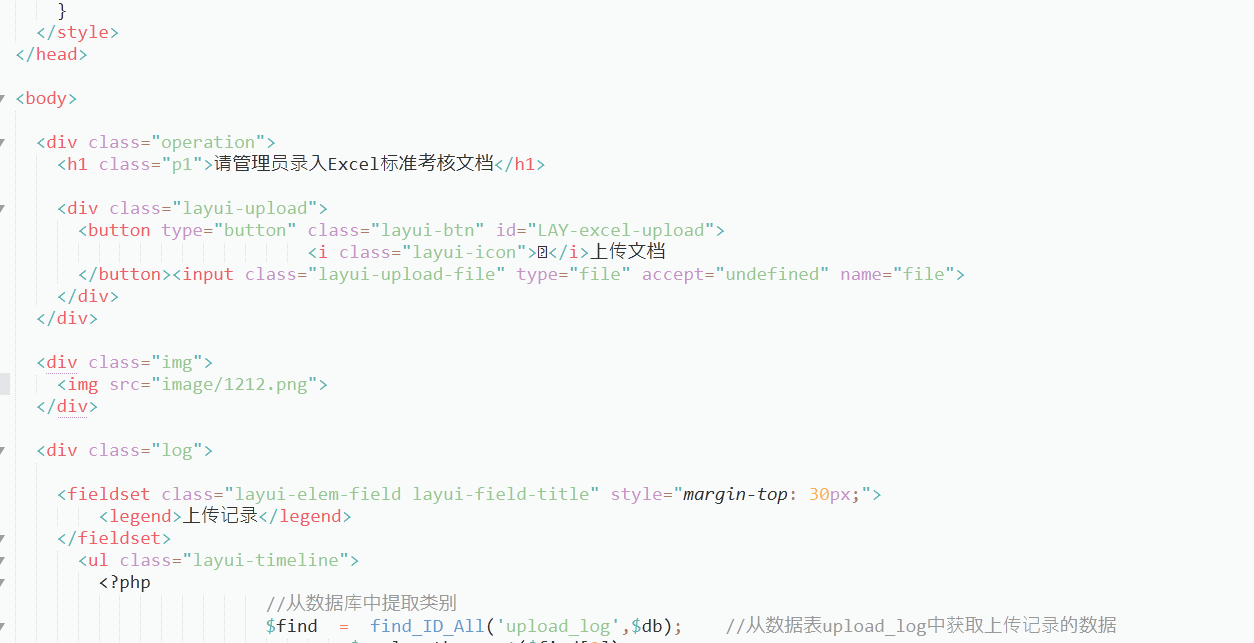 }
</style>
</head>
<body>
<div class="operation">
<h1 class="p1">请管理员录入Excel标准考核文档</h1>
<div class="layui-upload">
<button type="button" class="layui-btn" id="LAY-excel-upload">
<i class="layui-icon"></i>上传文档
</button><input class="layui-upload-file" type="file" accept="undefined" name="file">
</div>
</div>
<div class="img">
<img src="image/1212.png">
</div>
<div class="log">
<fieldset class="layui-elem-field layui-field-title" style="margin-top: 30px;">
<legend>上传记录</legend>
</fieldset>
<ul class="layui-timeline">
<?php
//从数据库中提取类别
$find = find_ID_All('upload_log',$db); //从数据表upload_log中获取上传记录的数据